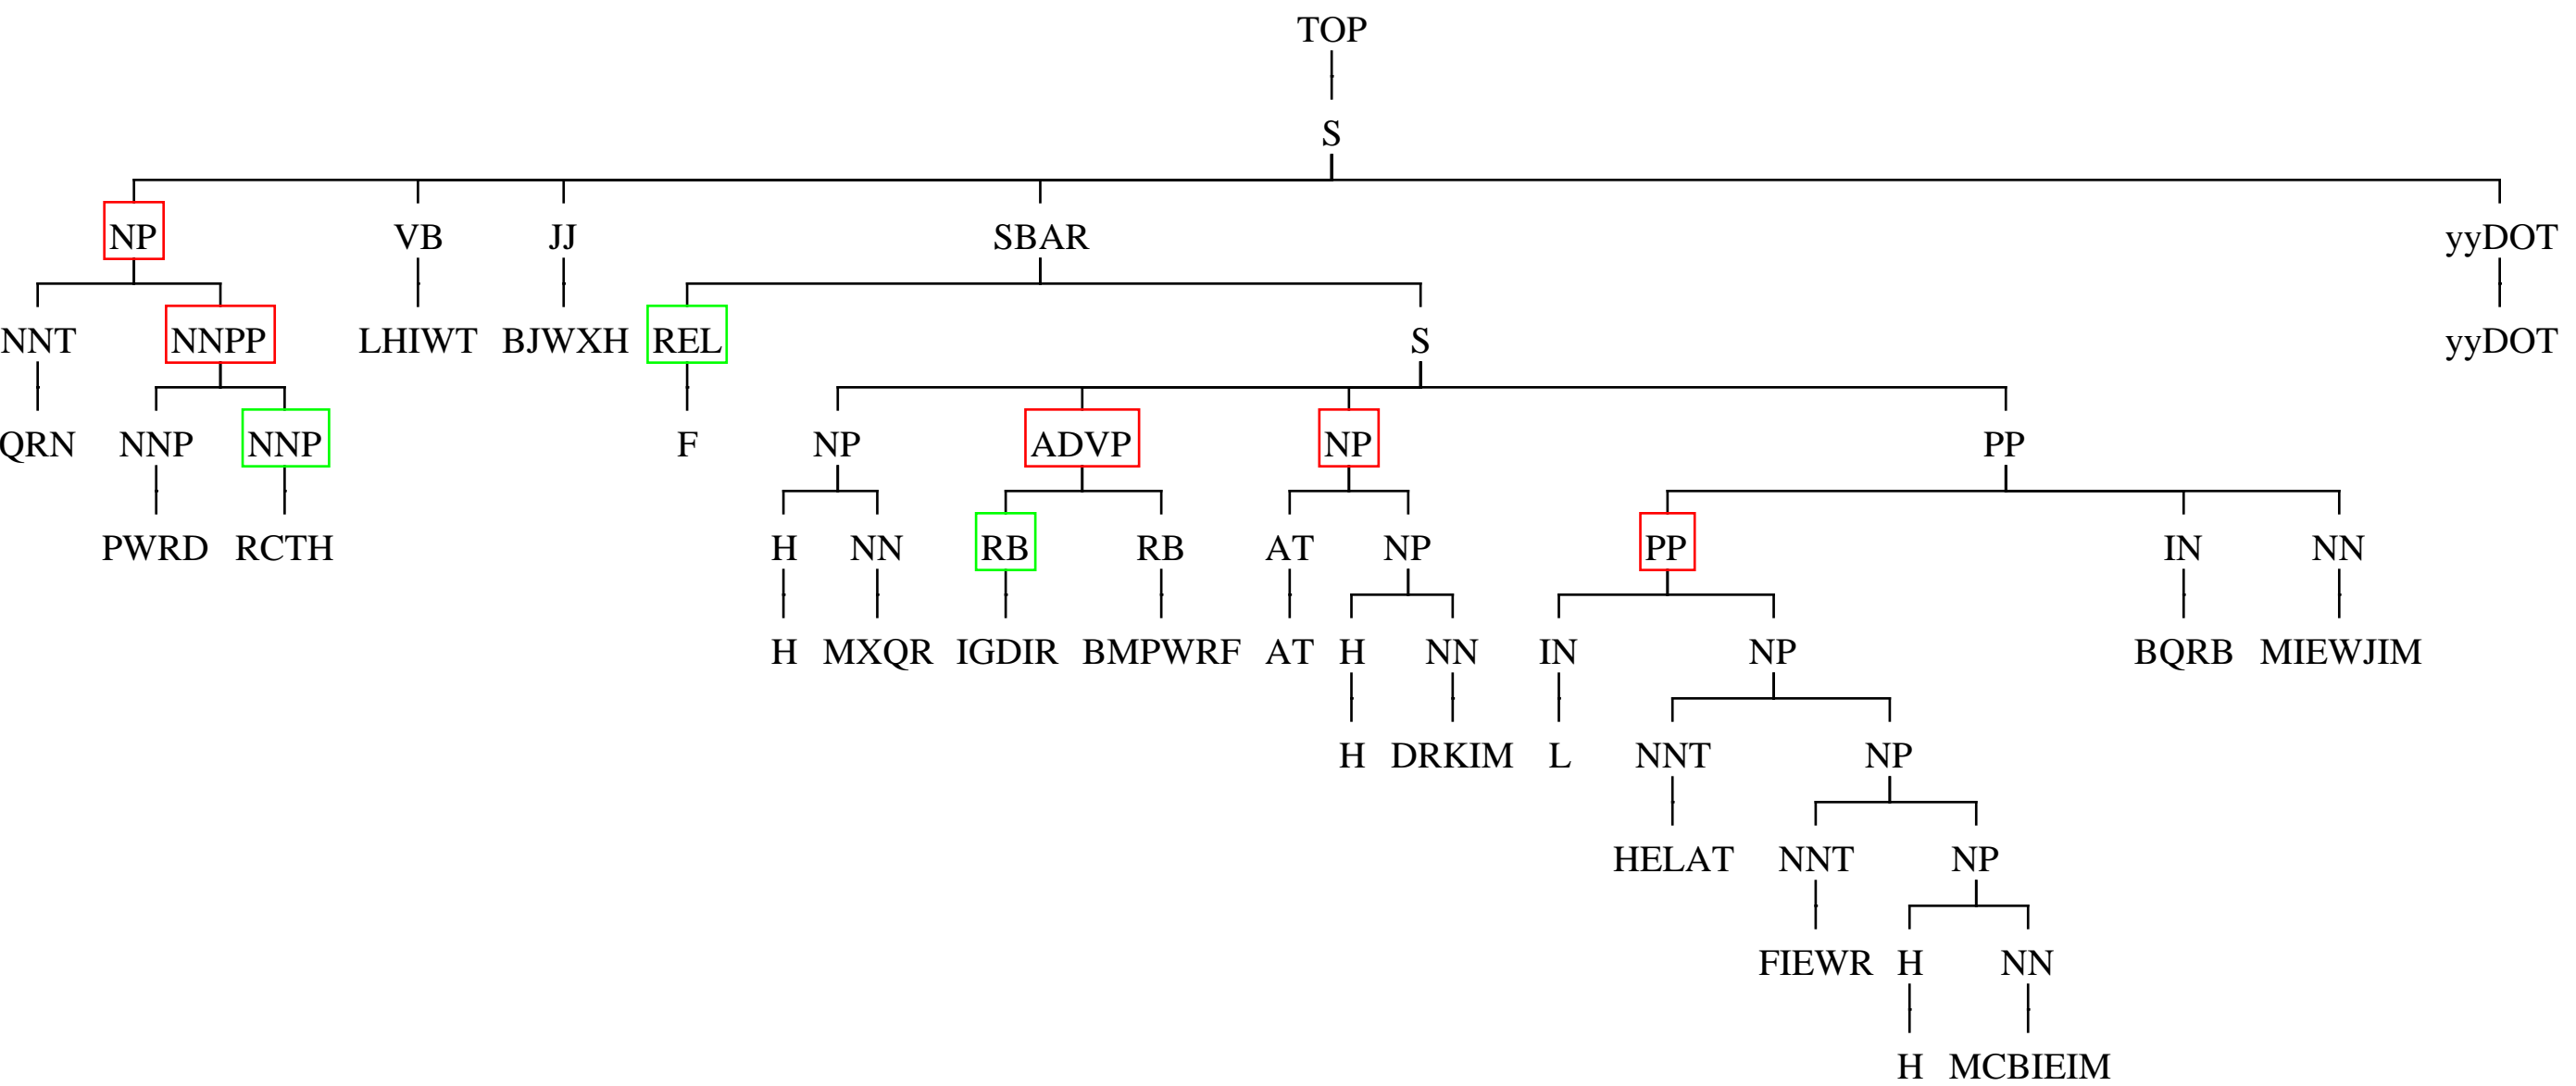 TOP
S
NP VB JJ SBAR yyDOT
NNT NNPP LHIWT BJWXH REL S yyDOT
QRN NNP NNP F NP ADVP NP PP
PWRD RCTH H NN RB RB AT NP PP IN NN
H MXQR IGDIR BMPWRF AT H NN IN NP BQRB MIEWJIM
H DRKIM L NNT NP
HELAT NNT NP
FIEWR H NN
H MCBIEIM